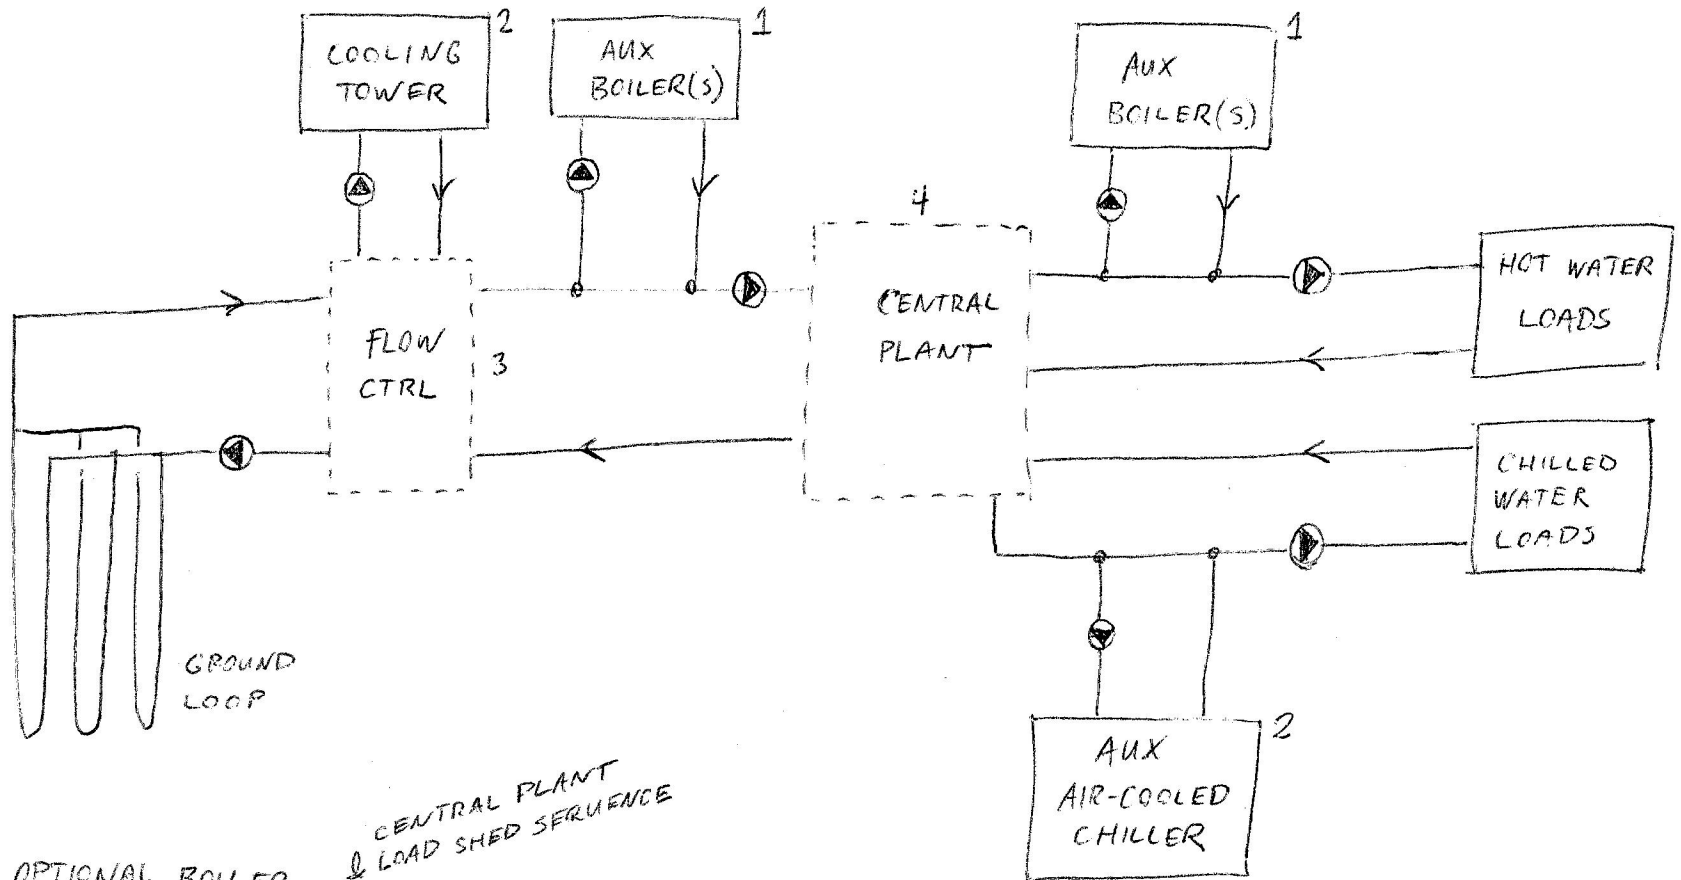 COOLING
TOWER
2
AUX
BOILER(S)
1
AUX
BOILER(S)
1
FLOW
CTRL
3
4
CENTRAL
PLANT
HOT WATER
LOADS
CHILLED
WATER
LOADS
GROUND
LOOP
AUX
AIR-COOLED
CHILLER
2
CENTRAL PLANT
& LOAD SHED SEQUENCE
OPTIONAL BOILER